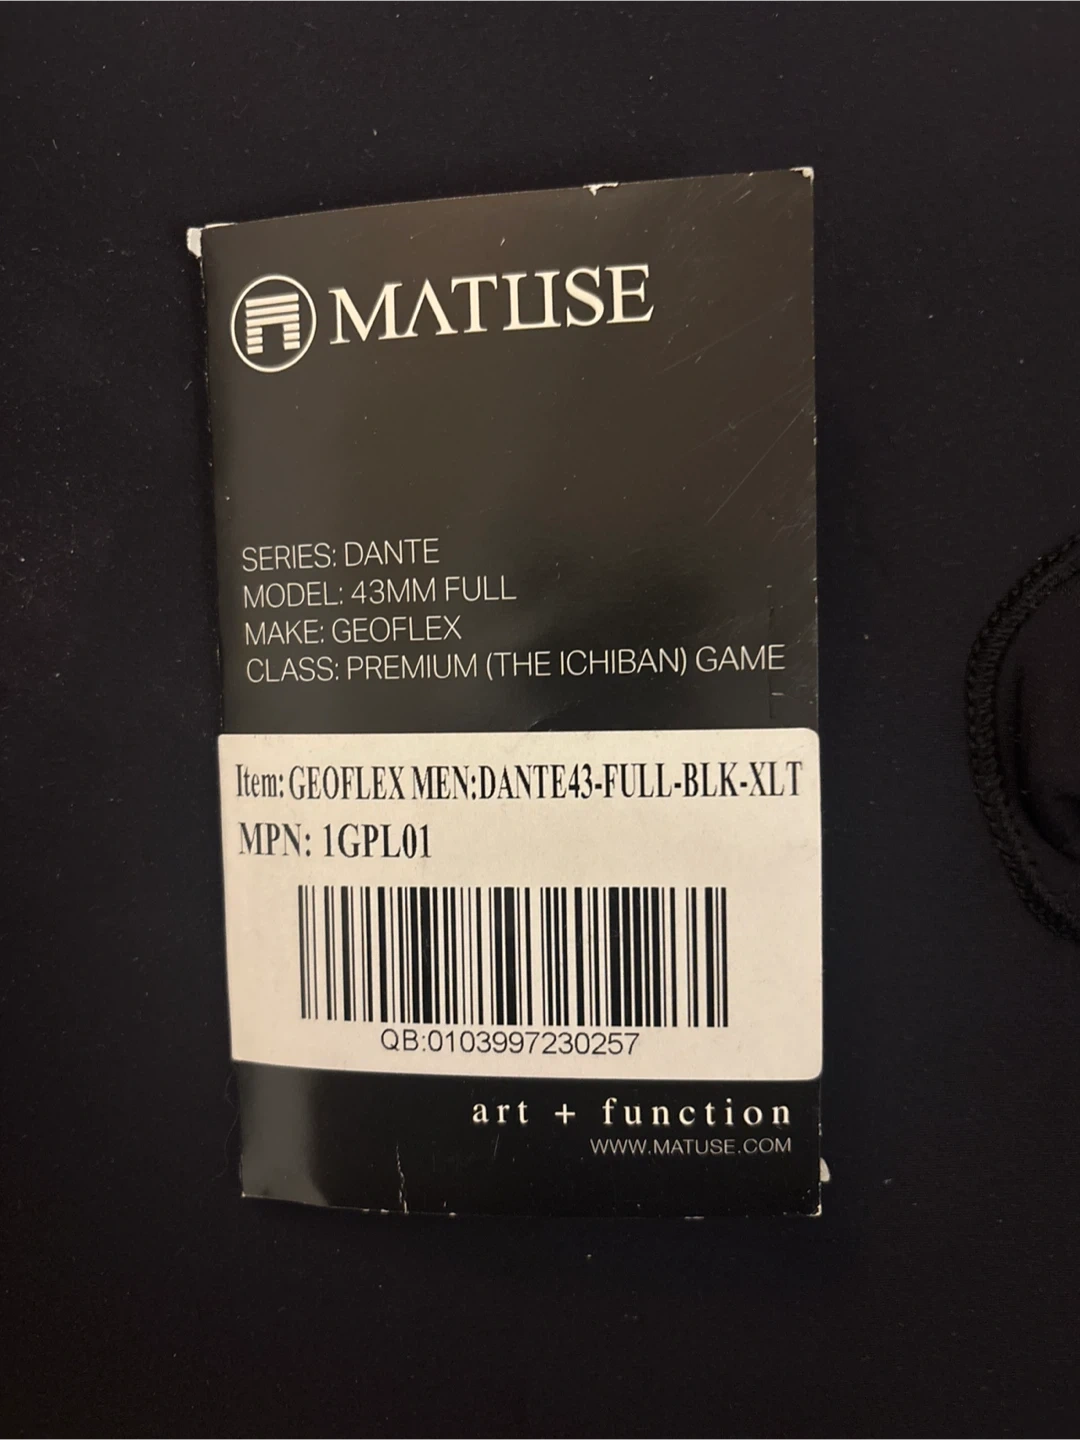 MATUSE
SERIES: DANTE
MODEL: 43MM FULL
MAKE: GEOFLEX
CLASS: PREMIUM (THE ICHIBAN) GAME
Item: GEOFLEX MEN:DANTE43-FULL-BLK-XLT
MPN: 1GPL01
QB:0103997230257
art + function
WWW.MATUSE.COM